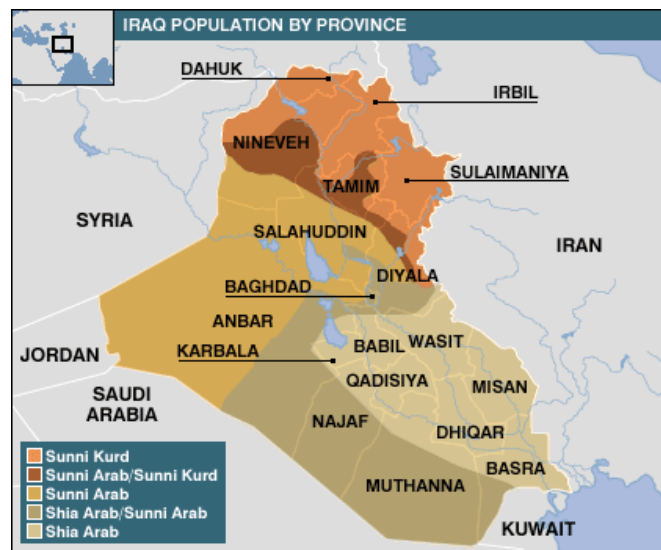 IRAQ POPULATION BY PROVINCE
DAHUK
IRBIL
NINEVEH
TAMIM
SULAIMANIYA
SYRIA
SALAHUDDIN
IRAN
DIYALA
BAGHDAD
ANBAR
WASIT
BABIL
JORDAN
KARBALA
QADISIYA
MISAN
SAUDI
ARABIA
NAJAF
DHIQAR
BASRA
MUTHANNA
KUWAIT
Sunni Kurd
Sunni Arab/Sunni Kurd
Sunni Arab
Shia Arab/Sunni Arab
Shia Arab